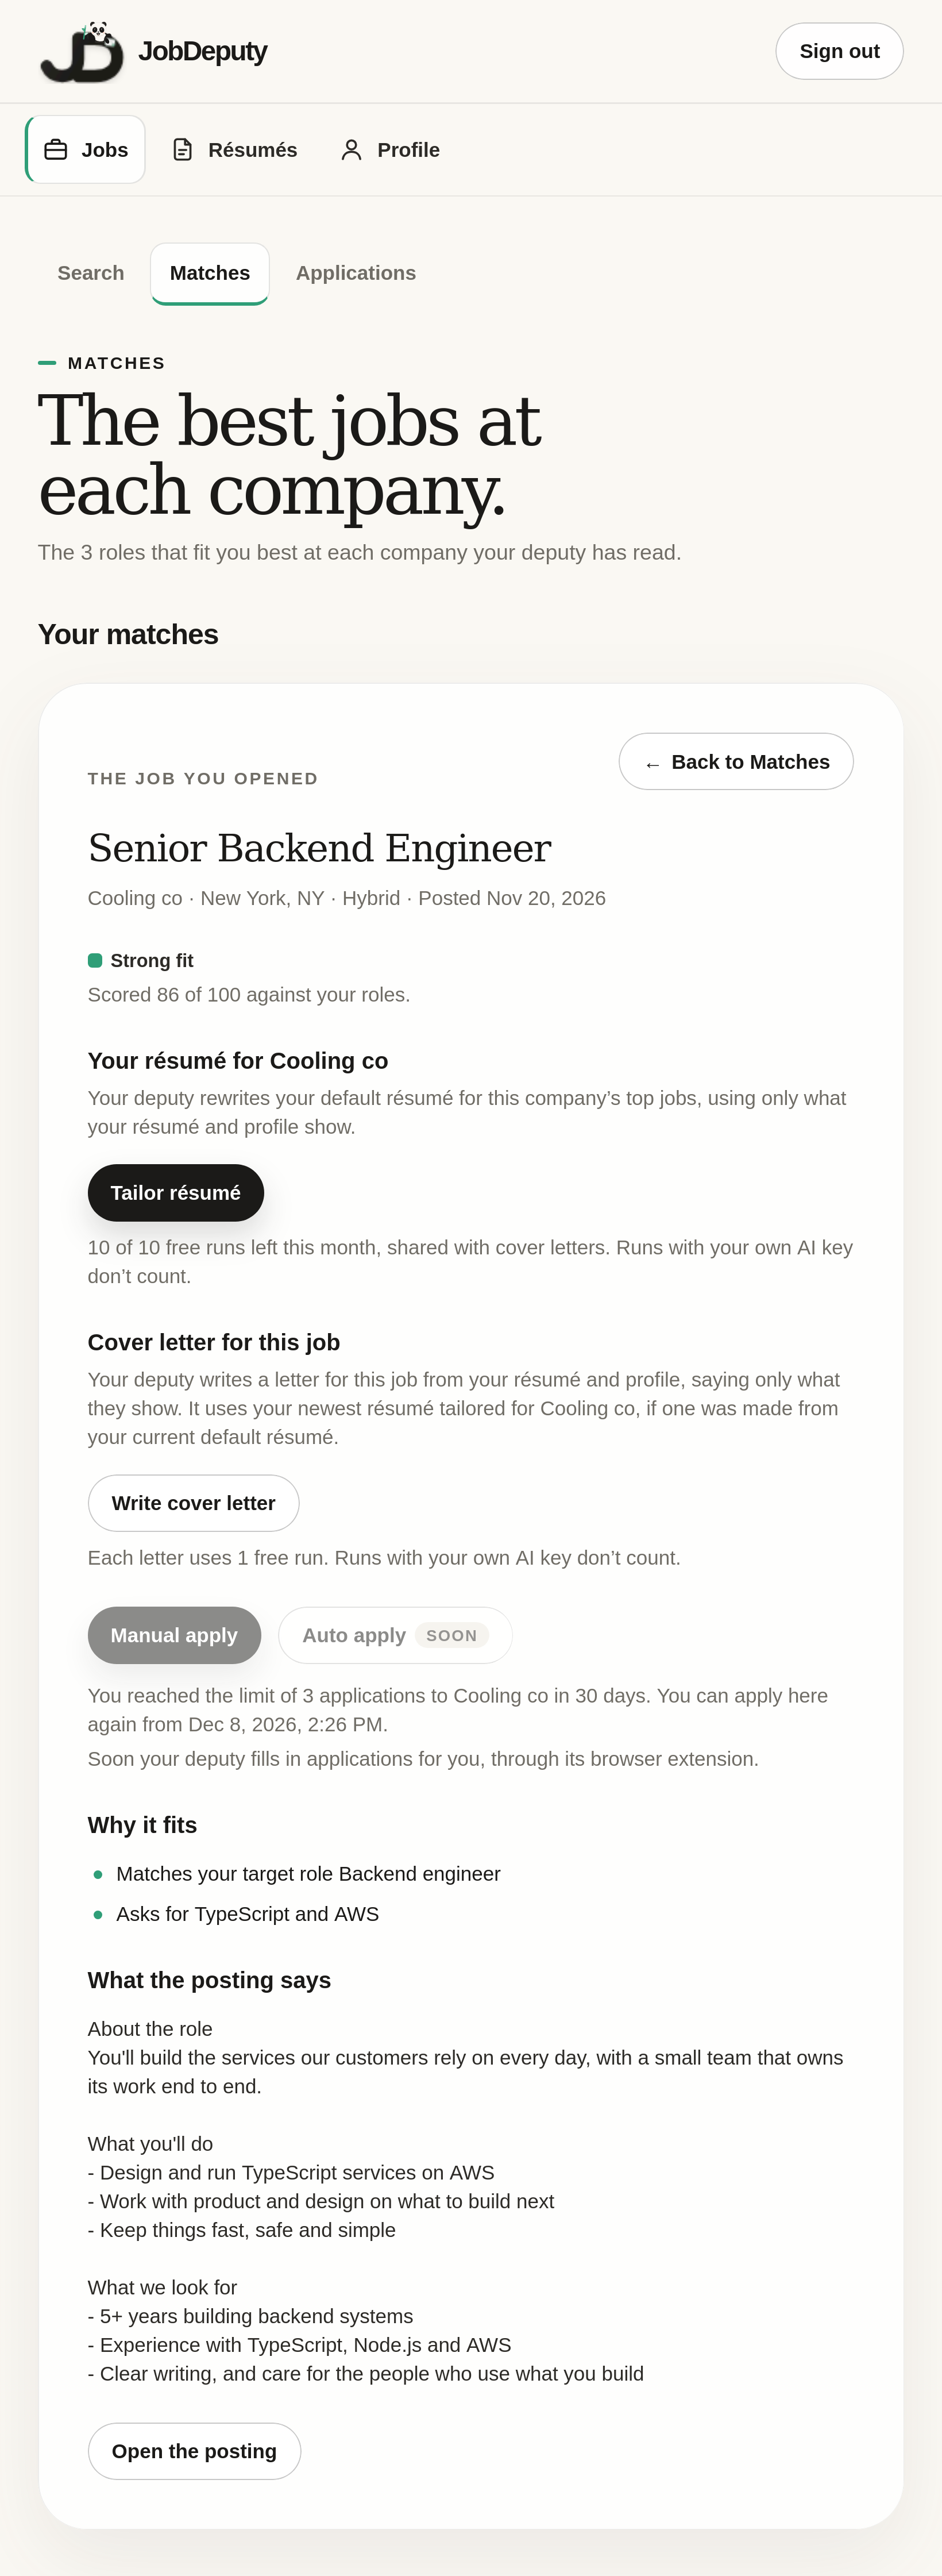 JobDeputy
Sign out
Jobs
Résumés
Profile
Search
Matches
Applications
MATCHES
The best jobs at
each company.
The 3 roles that fit you best at each company your deputy has read.
Your matches
THE JOB YOU OPENED
← Back to Matches
Senior Backend Engineer
Cooling co · New York, NY · Hybrid · Posted Nov 20, 2026
Strong fit
Scored 86 of 100 against your roles.
Your résumé for Cooling co
Your deputy rewrites your default résumé for this company’s top jobs, using only what
your résumé and profile show.
Tailor résumé
10 of 10 free runs left this month, shared with cover letters. Runs with your own AI key
don’t count.
Cover letter for this job
Your deputy writes a letter for this job from your résumé and profile, saying only what
they show. It uses your newest résumé tailored for Cooling co, if one was made from
your current default résumé.
Write cover letter
Each letter uses 1 free run. Runs with your own AI key don’t count.
Manual apply
Auto apply SOON
You reached the limit of 3 applications to Cooling co in 30 days. You can apply here
again from Dec 8, 2026, 2:26 PM.
Soon your deputy fills in applications for you, through its browser extension.
Why it fits
Matches your target role Backend engineer
Asks for TypeScript and AWS
What the posting says
About the role
You'll build the services our customers rely on every day, with a small team that owns
its work end to end.
What you'll do
- Design and run TypeScript services on AWS
- Work with product and design on what to build next
- Keep things fast, safe and simple
What we look for
- 5+ years building backend systems
- Experience with TypeScript, Node.js and AWS
- Clear writing, and care for the people who use what you build
Open the posting